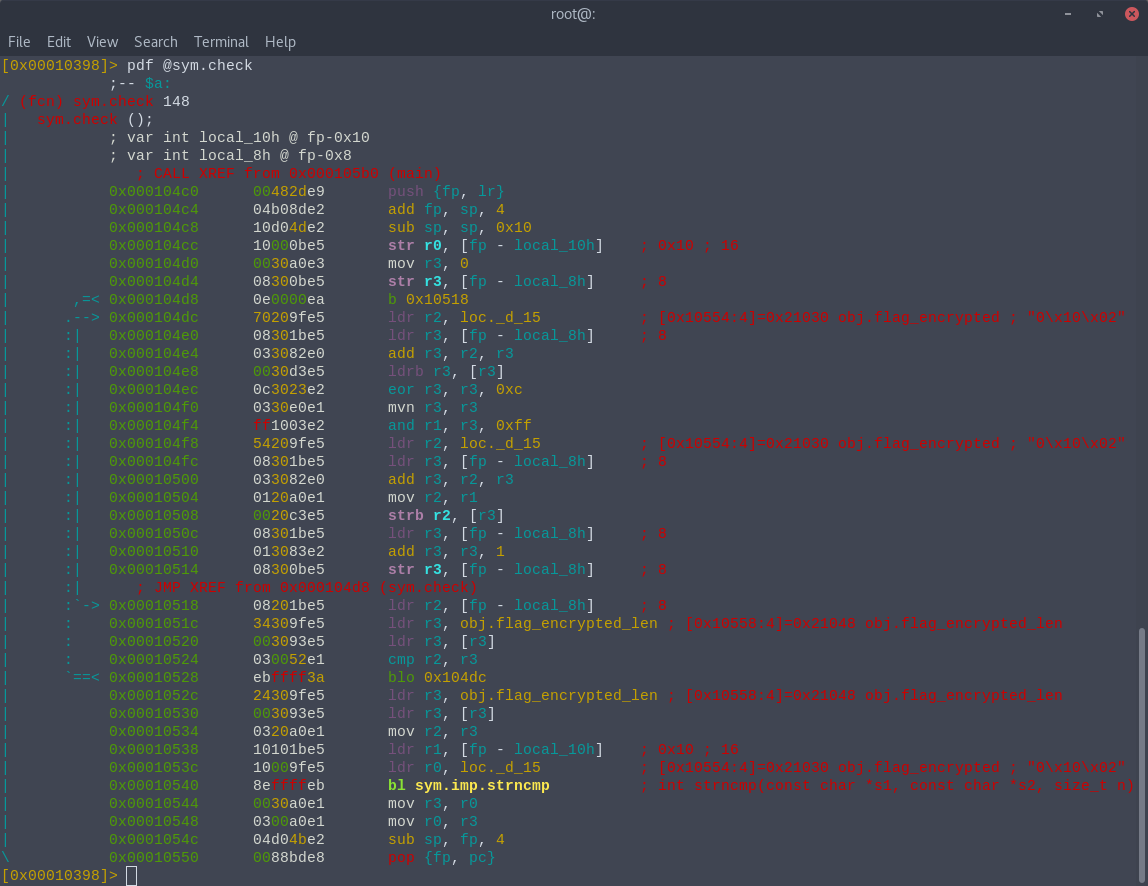 root@:
File Edit View Search Terminal Help
[0x00010398]> pdf @sym.check
;-- $a:
/ (fcn) sym.check 148
| sym.check ();
| ; var int local_10h @ fp-0x10
| ; var int local_8h @ fp-0x8
| ; CALL XREF from 0x000105b0 (main)
| 0x000104c0 00482de9 push {fp, lr}
| 0x000104c4 04b08de2 add fp, sp, 4
| 0x000104c8 10d04de2 sub sp, sp, 0x10
| 0x000104cc 10000be5 str r0, [fp - local_10h] ; 0x10 ; 16
| 0x000104d0 0030a0e3 mov r3, 0
| 0x000104d4 08300be5 str r3, [fp - local_8h] ; 8
| ,=< 0x000104d8 0e0000ea b 0x10518
| .--> 0x000104dc 70209fe5 ldr r2, loc._d_15 ; [0x10554:4]=0x21038 obj.flag_encrypted ; "8\x10\x02"
| :| 0x000104e0 08301be5 ldr r3, [fp - local_8h] ; 8
| :| 0x000104e4 033082e0 add r3, r2, r3
| :| 0x000104e8 0030d3e5 ldrb r3, [r3]
| :| 0x000104ec 0c3023e2 eor r3, r3, 0xc
| :| 0x000104f0 0330e0e1 mvn r3, r3
| :| 0x000104f4 ff1003e2 and r1, r3, 0xff
| :| 0x000104f8 54209fe5 ldr r2, loc._d_15 ; [0x10554:4]=0x21038 obj.flag_encrypted ; "8\x10\x02"
| :| 0x000104fc 08301be5 ldr r3, [fp - local_8h] ; 8
| :| 0x00010500 033082e0 add r3, r2, r3
| :| 0x00010504 0120a0e1 mov r2, r1
| :| 0x00010508 0020c3e5 strb r2, [r3]
| :| 0x0001050c 08301be5 ldr r3, [fp - local_8h] ; 8
| :| 0x00010510 013083e2 add r3, r3, 1
| :| 0x00010514 08300be5 str r3, [fp - local_8h] ; 8
| :| ; JMP XREF from 0x000104d8 (sym.check)
| :`-> 0x00010518 08201be5 ldr r2, [fp - local_8h] ; 8
| : 0x0001051c 34309fe5 ldr r3, obj.flag_encrypted_len ; [0x10558:4]=0x21048 obj.flag_encrypted_len
| : 0x00010520 003093e5 ldr r3, [r3]
| : 0x00010524 030052e1 cmp r2, r3
| `==< 0x00010528 ebffff3a blo 0x104dc
| 0x0001052c 24309fe5 ldr r3, obj.flag_encrypted_len ; [0x10558:4]=0x21048 obj.flag_encrypted_len
| 0x00010530 003093e5 ldr r3, [r3]
| 0x00010534 0320a0e1 mov r2, r3
| 0x00010538 10101be5 ldr r1, [fp - local_10h] ; 0x10 ; 16
| 0x0001053c 10009fe5 ldr r0, loc._d_15 ; [0x10554:4]=0x21038 obj.flag_encrypted ; "8\x10\x02"
| 0x00010540 8effffeb bl sym.imp.strncmp ; int strncmp(const char *s1, const char *s2, size_t n)
| 0x00010544 0030a0e1 mov r3, r0
| 0x00010548 0300a0e1 mov r0, r3
| 0x0001054c 04d04be2 sub sp, fp, 4
\ 0x00010550 0088bde8 pop {fp, pc}
[0x00010398]>